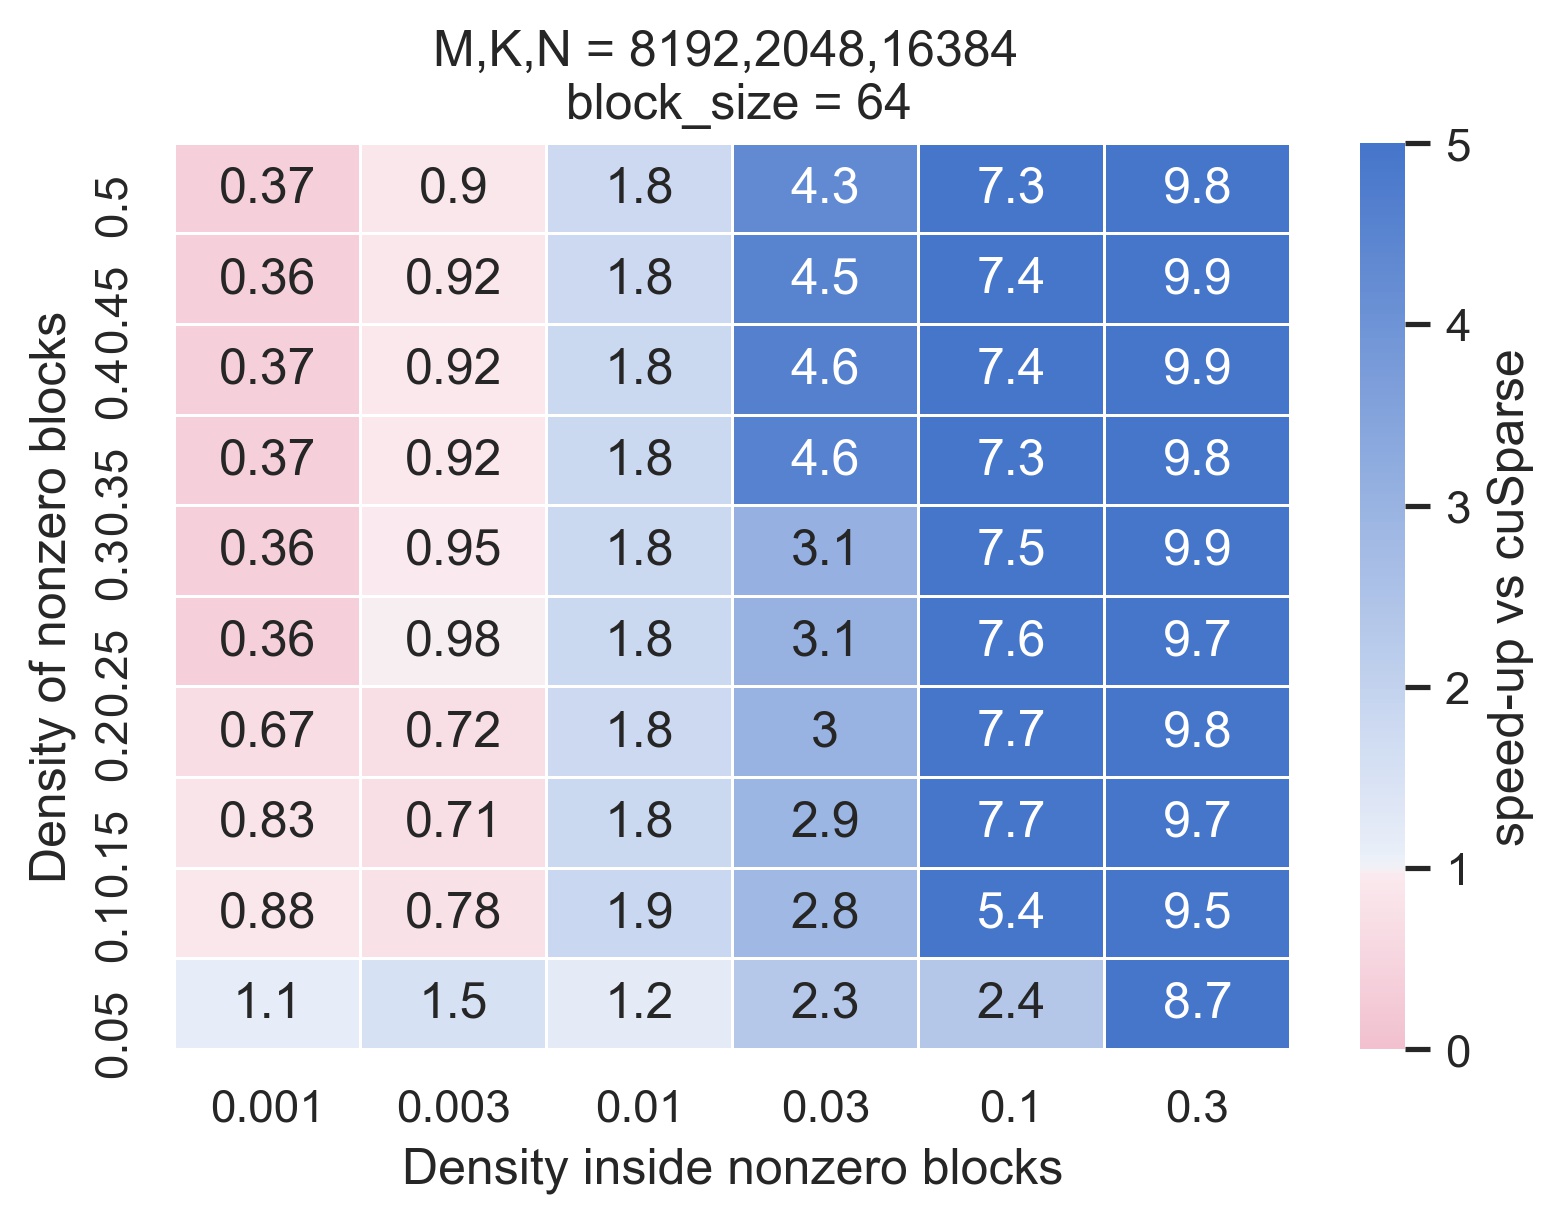 M,K,N = 8192,2048,16384
block_size = 64
Density of nonzero blocks
0.5 0.37 0.9 1.8 4.3 7.3 9.8
0.45 0.36 0.92 1.8 4.5 7.4 9.9
0.4 0.37 0.92 1.8 4.6 7.4 9.9
0.35 0.37 0.92 1.8 4.6 7.3 9.8
0.3 0.36 0.95 1.8 3.1 7.5 9.9
0.25 0.36 0.98 1.8 3.1 7.6 9.7
0.2 0.67 0.72 1.8 3 7.7 9.8
0.15 0.83 0.71 1.8 2.9 7.7 9.7
0.1 0.88 0.78 1.9 2.8 5.4 9.5
0.05 1.1 1.5 1.2 2.3 2.4 8.7
0.001 0.003 0.01 0.03 0.1 0.3
Density inside nonzero blocks
5
4
3
2
1
0
speed-up vs cuSparse